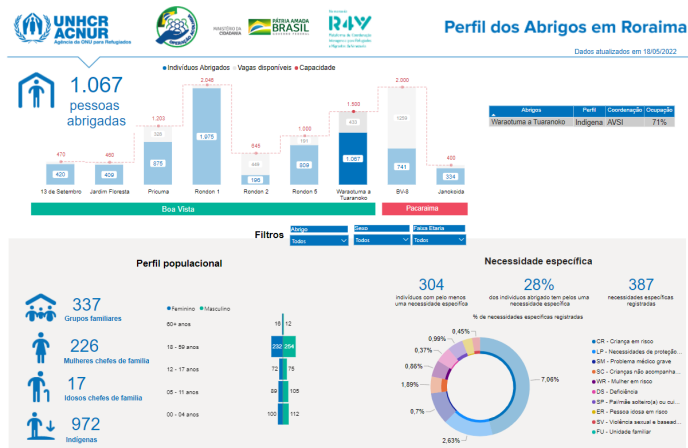 UNHCR
ACNUR
Agência da ONU para Refugiados
OPERAÇÃO ACOLHIDA
MINISTÉRIO DA
CIDADANIA
PÁTRIA AMADA
BRASIL
R4V
Perfil dos Abrigos em Roraima
Dados atualizados em 18/05/2022
1.067
pessoas
abrigadas
Indivíduos Abrigados Vagas disponíveis Capacidade
470
420
13 de Setembro
460
409
Jardim Floresta
1.203
328
875
Pricuma
2.046
1.975
Rondon 1
645
449
196
Rondon 2
1.000
191
809
Rondon 5
1.500
433
1.067
Waraotuma a
Tuaranoko
2.000
1259
741
BV-8
400
334
Janokoida
Boa Vista
Pacaraima
Abrigos Perfil Coordenação Ocupação
Waraotuma a Tuaranoko Indígena AVSI 71%
Filtros
Abrigo
Todos
Sexo
Todos
Faixa Etaria
Todos
Perfil populacional
337
Grupos familiares
226
Mulheres chefes de família
17
Idosos chefes de família
972
Indígenas
Feminino Masculino
60+ anos 16 12
18 - 59 anos 232 254
12 - 17 anos 72 75
05 - 11 anos 89 105
00 - 04 anos 100 112
Necessidade específica
304
indivíduos com pelo menos
uma necessidade específica
28%
dos indivíduos abrigado tem pelos uma
necessidade específica
387
necessidades específicas
registradas
% de necessidades específicas registradas
0,45%
0,99%
0,37%
0,86%
1,89%
0,7%
2,63%
7,06%
CR - Criança em risco
LP - Necessidades de proteção...
SM - Problema médico grave
SC - Crianças não acompanha...
WR - Mulher em risco
DS - Deficiência
SP - Pai/mãe solteiro(a) ou cui...
ER - Pessoa idosa em risco
SV - Violência sexual e basead...
FU - Unidade familiar